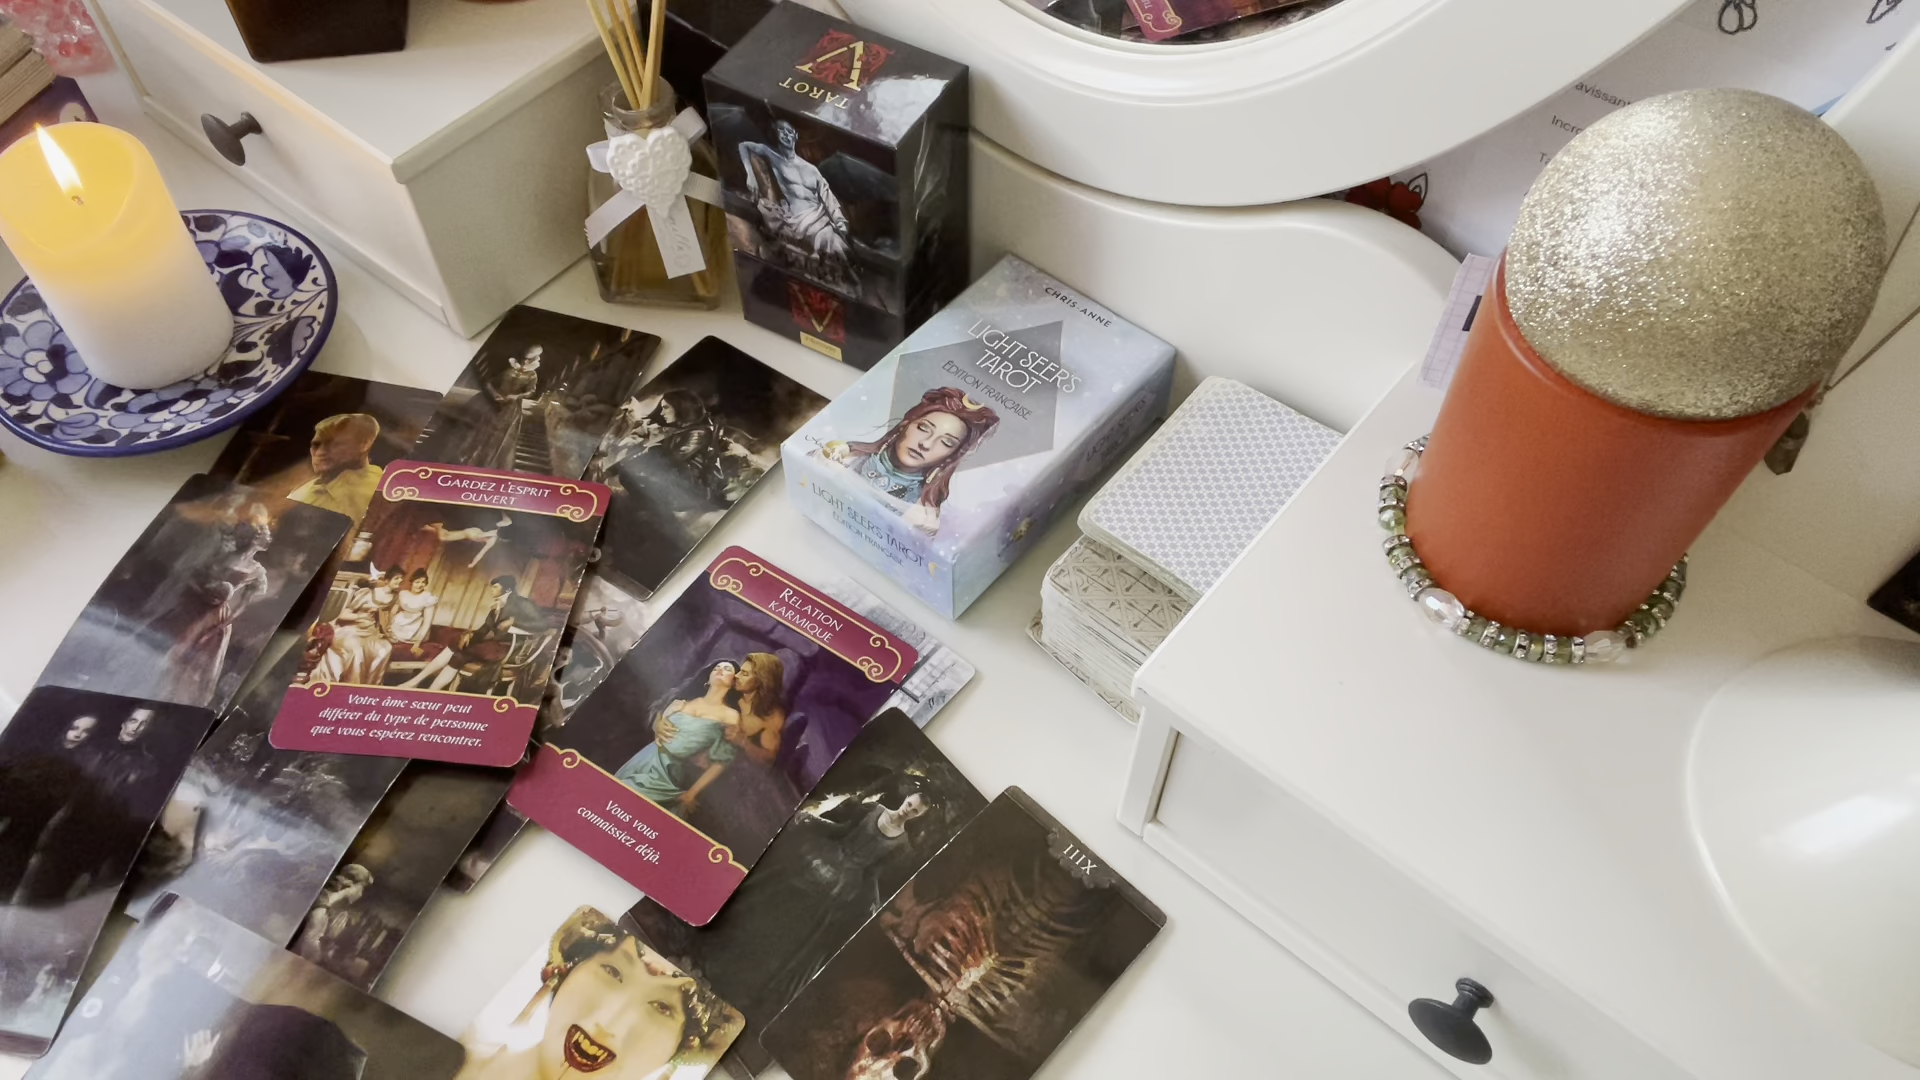 TAROT
V
CHRIS-ANNE
LIGHT SEER'S
TAROT
ÉDITION FRANÇAISE
LIGHT SEER'S TAROT
ÉDITION FRANÇAISE
GARDEZ L'ESPRIT
OUVERT
Votre âme sœur peut
différer du type de personne
que vous espérez rencontrer.
RELATION
KARMIQUE
Vous vous
connaissiez déjà.
XIII